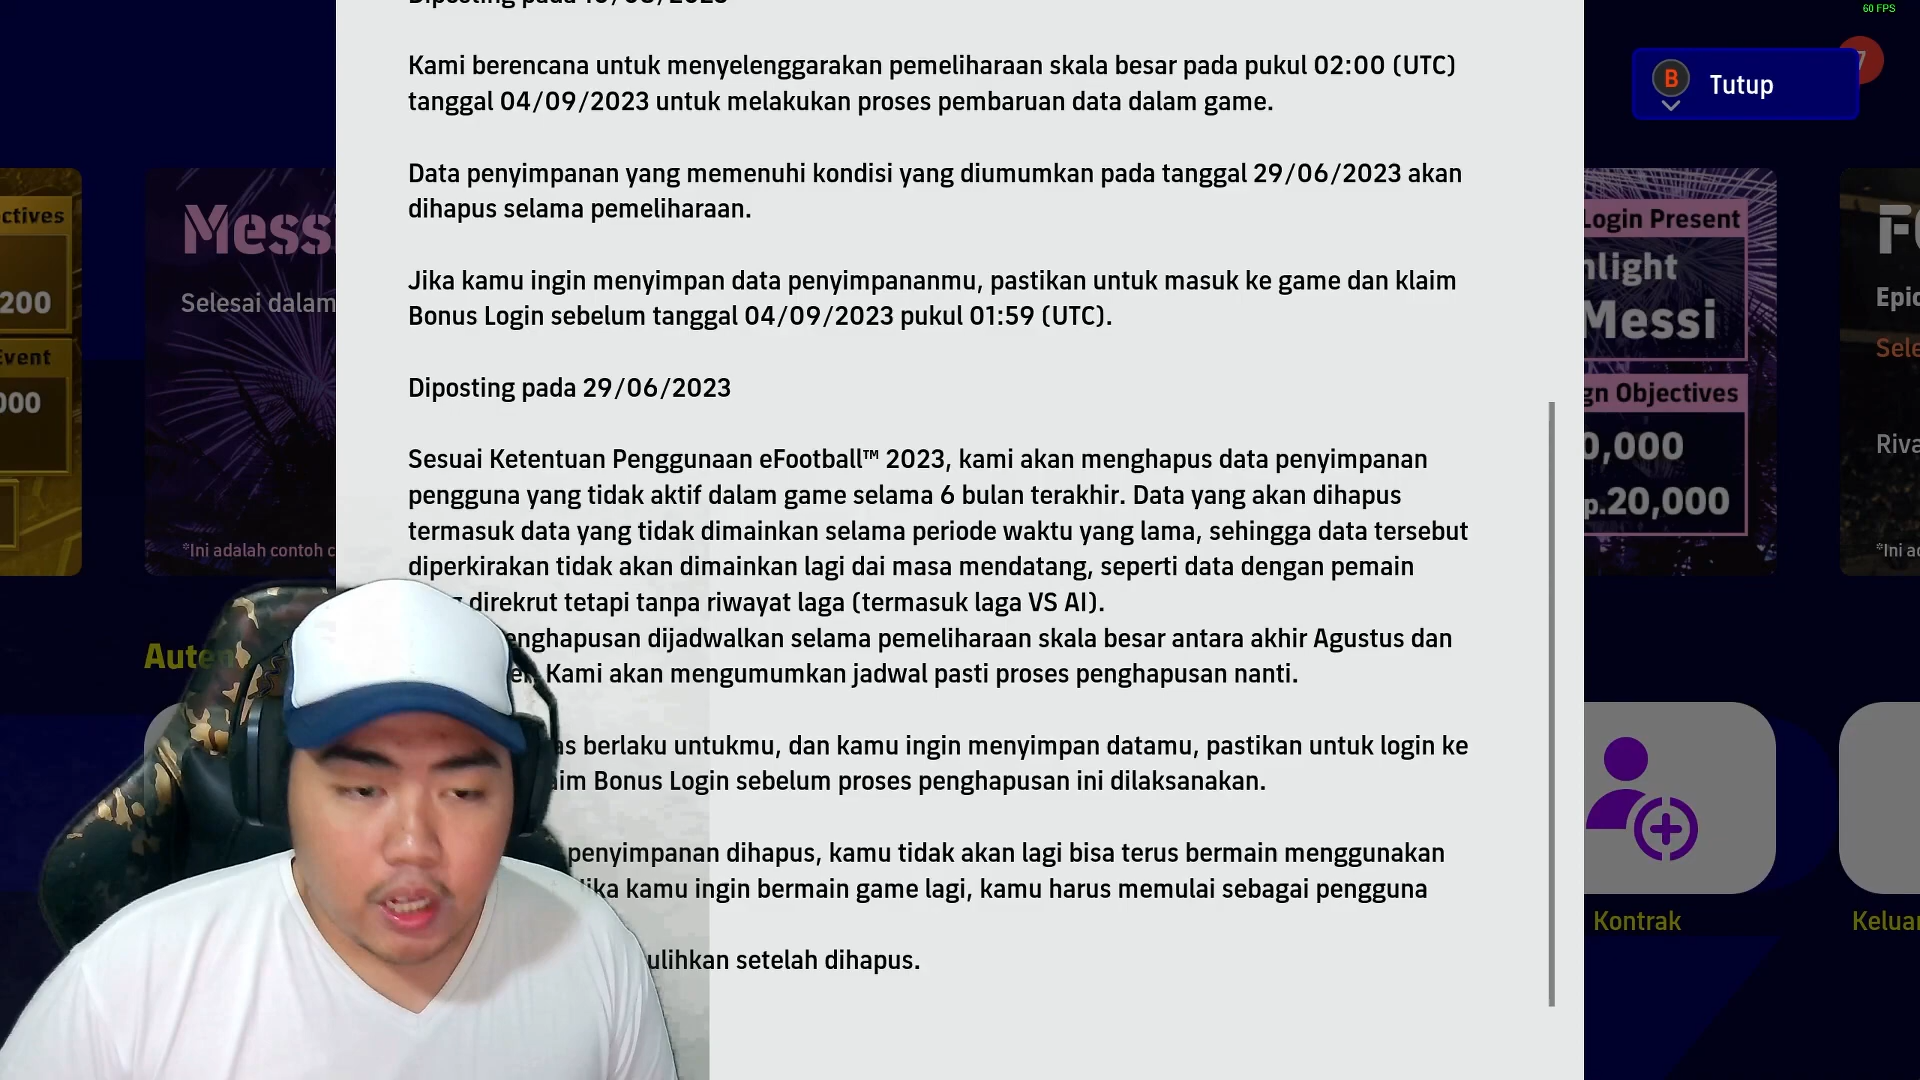 60 FPS
Kami berencana untuk menyelenggarakan pemeliharaan skala besar pada pukul 02:00 (UTC)
tanggal 04/09/2023 untuk melakukan proses pembaruan data dalam game.
B
Tutup
7
Data penyimpanan yang memenuhi kondisi yang diumumkan pada tanggal 29/06/2023 akan
dihapus selama pemeliharaan.
Jika kamu ingin menyimpan data penyimpananmu, pastikan untuk masuk ke game dan klaim
Bonus Login sebelum tanggal 04/09/2023 pukul 01:59 (UTC).
Diposting pada 29/06/2023
Sesuai Ketentuan Penggunaan eFootball™ 2023, kami akan menghapus data penyimpanan
pengguna yang tidak aktif dalam game selama 6 bulan terakhir. Data yang akan dihapus
termasuk data yang tidak dimainkan selama periode waktu yang lama, sehingga data tersebut
diperkirakan tidak akan dimainkan lagi dai masa mendatang, seperti data dengan pemain
direkrut tetapi tanpa riwayat laga (termasuk laga VS AI).
enghapusan dijadwalkan selama pemeliharaan skala besar antara akhir Agustus dan
Kami akan mengumumkan jadwal pasti proses penghapusan nanti.
as berlaku untukmu, dan kamu ingin menyimpan datamu, pastikan untuk login ke
Bonus Login sebelum proses penghapusan ini dilaksanakan.
penyimpanan dihapus, kamu tidak akan lagi bisa terus bermain menggunakan
ika kamu ingin bermain game lagi, kamu harus memulai sebagai pengguna
ulihkan setelah dihapus.
ctives
200
Event
000
Mess
Selesai dalam
*Ini adalah contoh c
Aute
Login Present
nlight
Messi
gn Objectives
0,000
p.20,000
Epic
Sele
Riva
*Ini a
Kontrak
Keluar